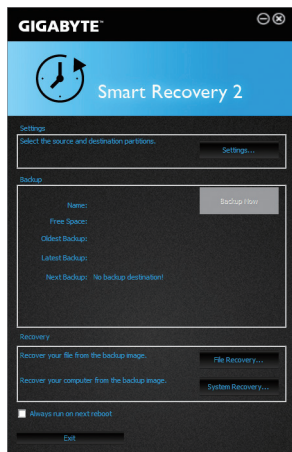 GIGABYTE™
Smart Recovery 2
Settings
Select the source and destination partitions.
Settings...
Backup
Backup Now
Name:
Free Space:
Oldest Backup:
Latest Backup:
Next Backup: No backup destination!
Recovery
Recover your file from the backup image.
File Recovery...
Recover your computer from the backup image.
System Recovery...
Always run on next reboot
Exit